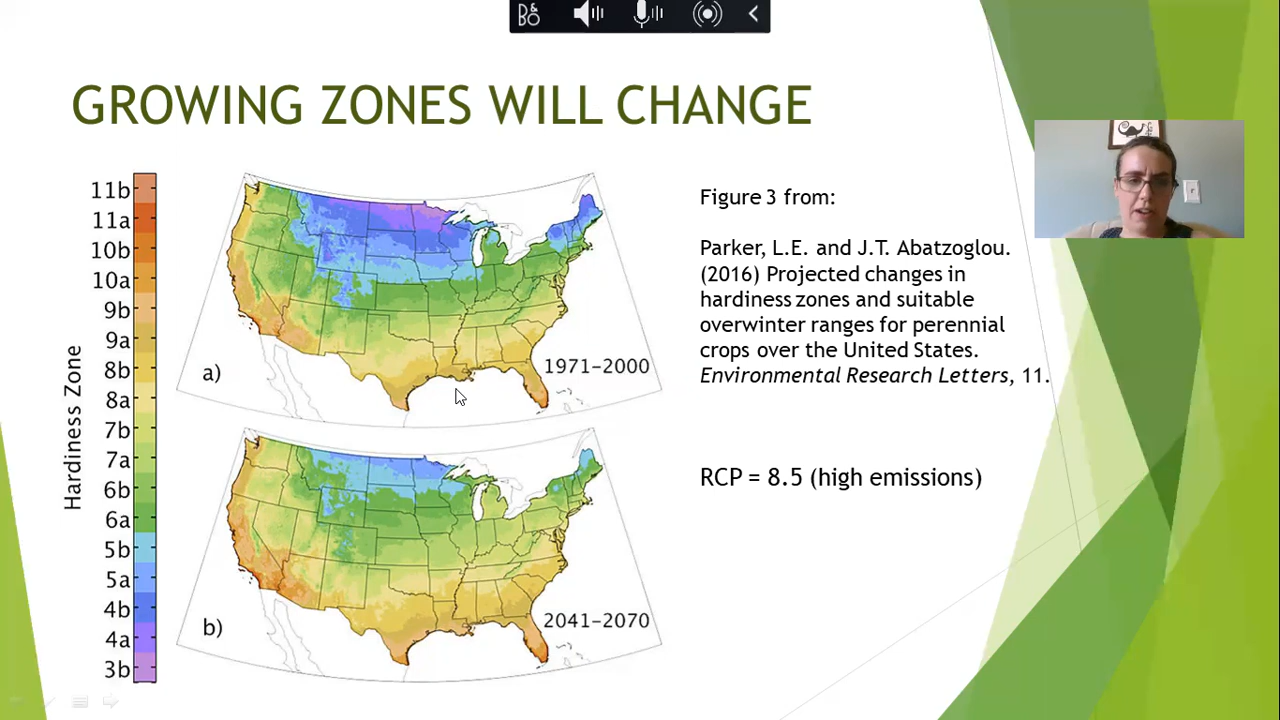 B&O
GROWING ZONES WILL CHANGE
Hardiness Zone
11b
11a
10b
10a
9b
9a
8b
8a
7b
7a
6b
6a
5b
5a
4b
4a
3b
a)
1971–2000
b)
2041–2070
Figure 3 from:
Parker, L.E. and J.T. Abatzoglou.
(2016) Projected changes in
hardiness zones and suitable
overwinter ranges for perennial
crops over the United States.
Environmental Research Letters, 11.
RCP = 8.5 (high emissions)